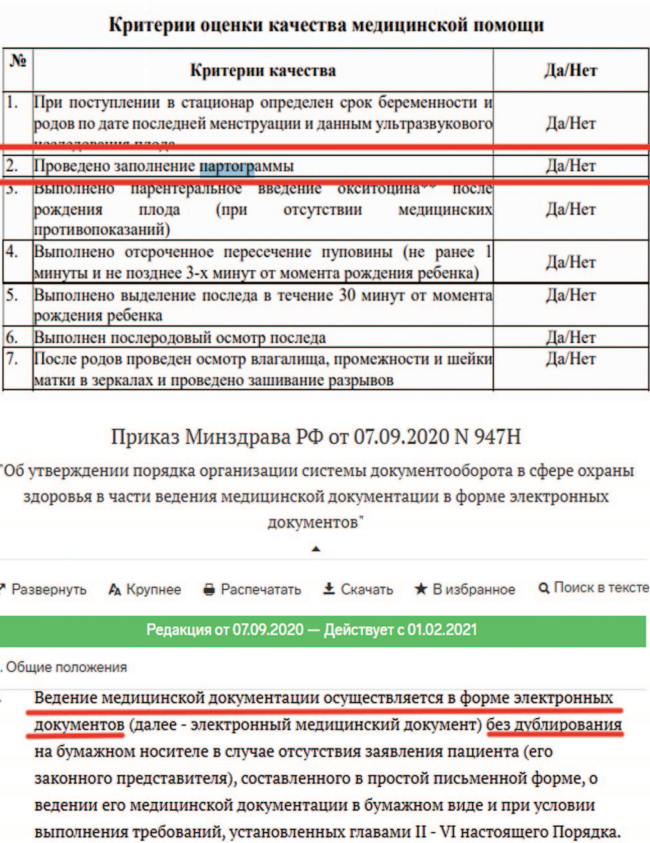 Критерии оценки качества медицинской помощи
№ Критерии качества Да/Нет
1. При поступлении в стационар определен срок беременности и
родов по дате последней менструации и данным ультразвукового Да/Нет
исследования плода
2. Проведено заполнение партограммы Да/Нет
3. Выполнено парентеральное введение окситоцина** после
рождения плода (при отсутствии медицинских Да/Нет
противопоказаний)
4. Выполнено отсроченное пересечение пуповины (не ранее 1
минуты и не позднее 3-х минут от момента рождения ребенка) Да/Нет
5. Выполнено выделение последа в течение 30 минут от момента Да/Нет
рождения ребенка
6. Выполнен послеродовый осмотр последа Да/Нет
7. После родов проведен осмотр влагалища, промежности и шейки Да/Нет
матки в зеркалах и проведено зашивание разрывов
Приказ Минздрава РФ от 07.09.2020 N 947Н
"Об утверждении порядка организации системы документооборота в сфере охраны
здоровья в части ведения медицинской документации в форме электронных
документов"
Развернуть Крупнее Распечатать Скачать В избранное Поиск в тексте
Редакция от 07.09.2020 — Действует с 01.02.2021
. Общие положения
Ведение медицинской документации осуществляется в форме электронных
документов (далее - электронный медицинский документ) без дублирования
на бумажном носителе в случае отсутствия заявления пациента (его
законного представителя), составленного в простой письменной форме, о
ведении его медицинской документации в бумажном виде и при условии
выполнения требований, установленных главами II - VI настоящего Порядка.